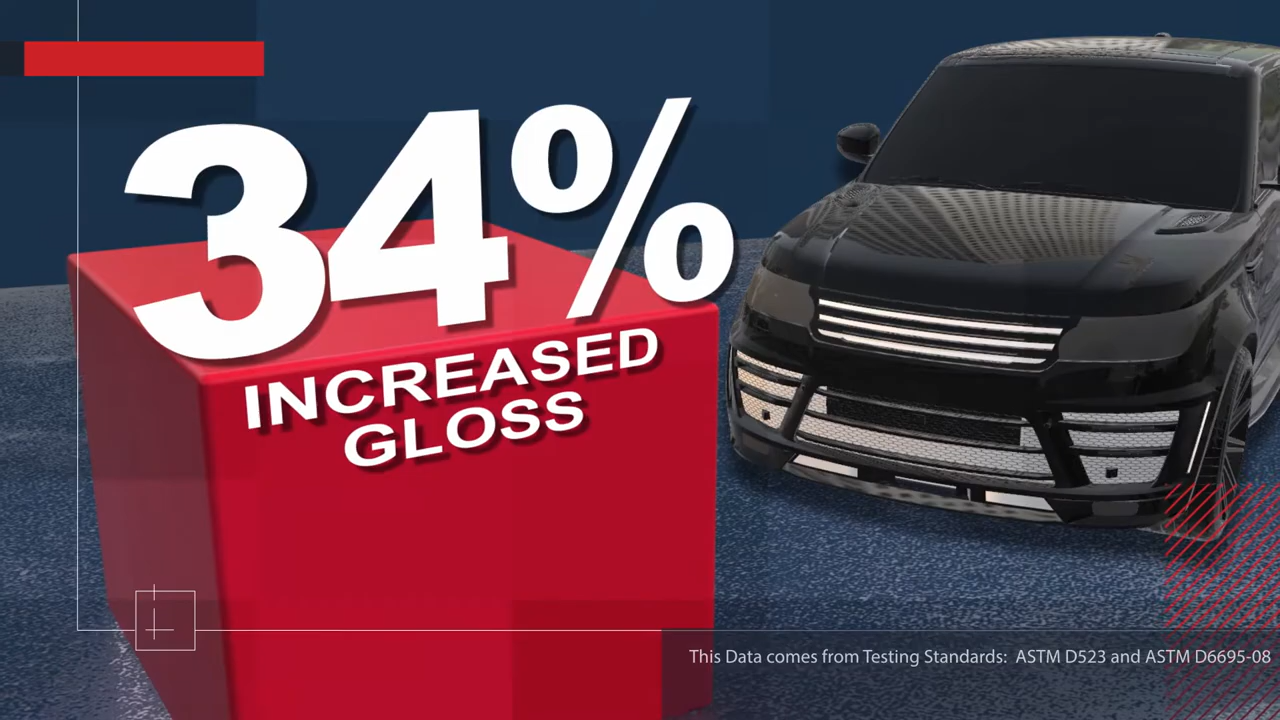 34%
INCREASED
GLOSS
This Data comes from Testing Standards: ASTM D523 and ASTM D6695-08